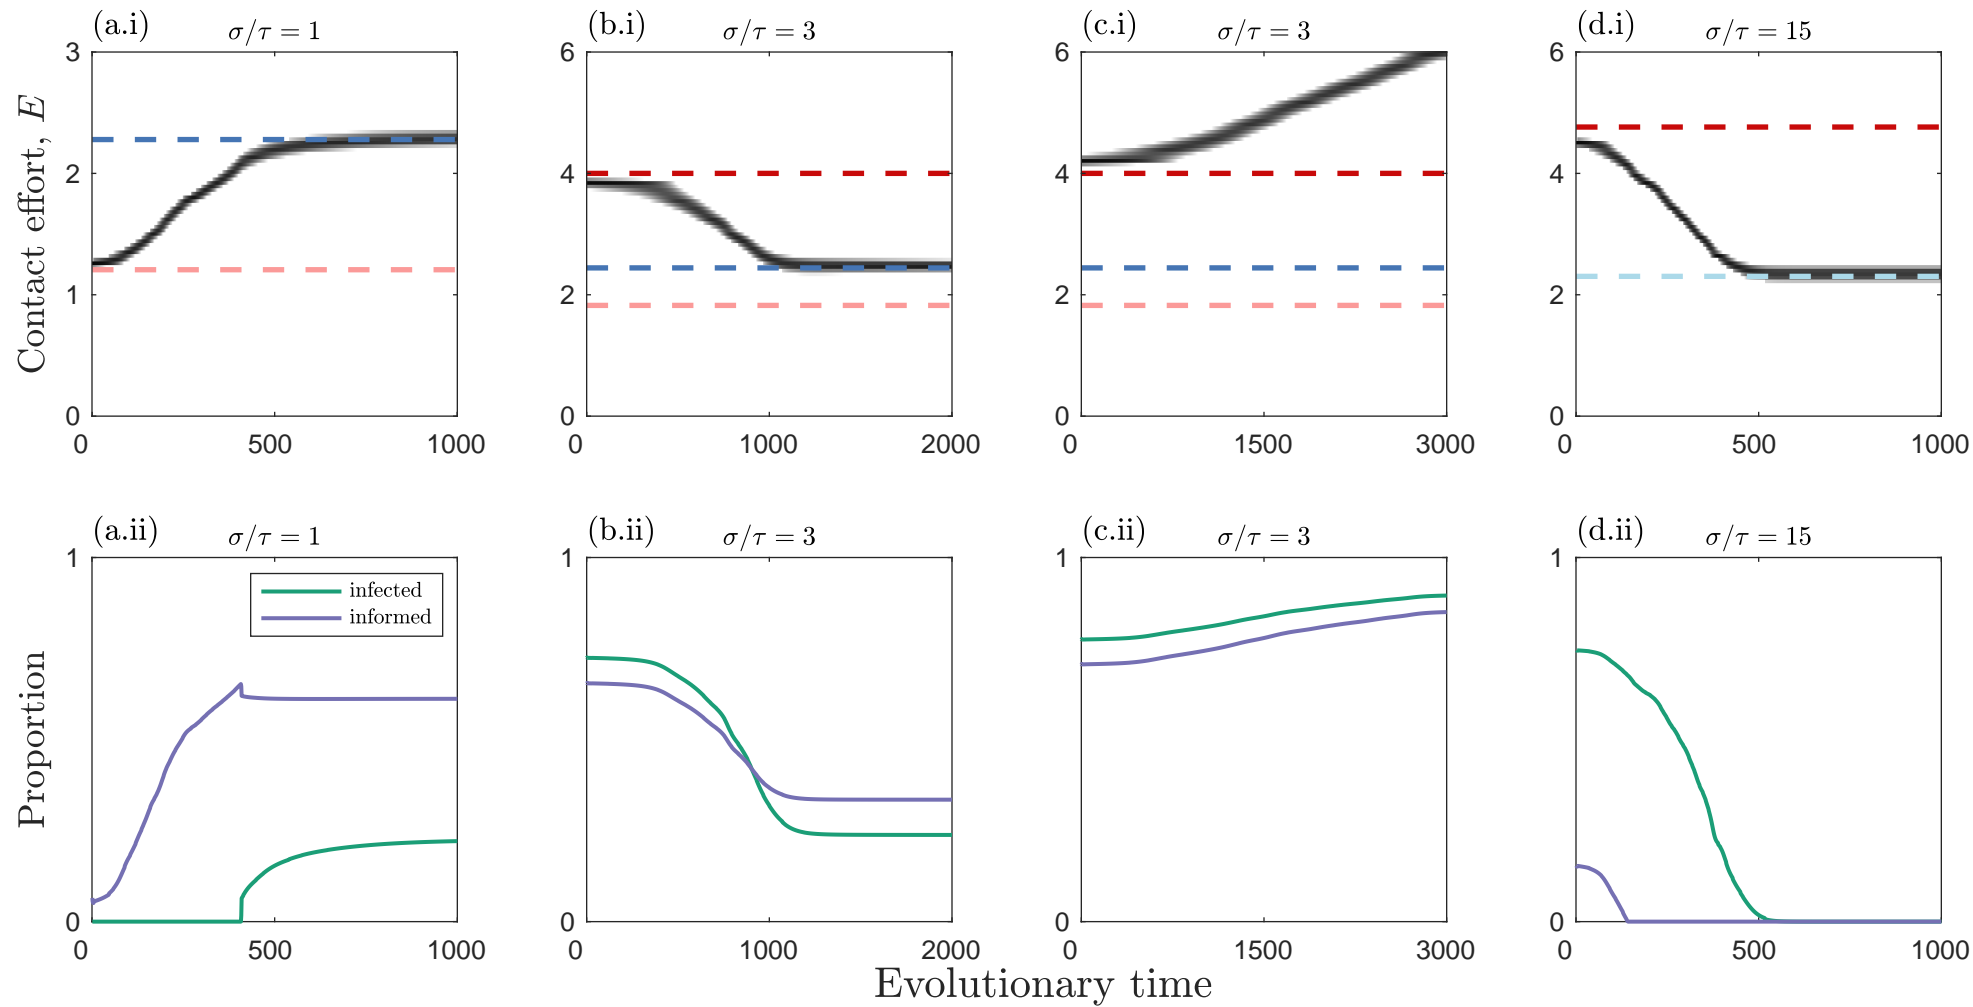 (a.i)
σ/τ = 1
(b.i)
σ/τ = 3
(c.i)
σ/τ = 3
(d.i)
σ/τ = 15
Contact effort, E
3
2
1
0
0 500 1000
6
4
2
0
0 1000 2000
6
4
2
0
0 1500 3000
6
4
2
0
0 500 1000
(a.ii)
σ/τ = 1
(b.ii)
σ/τ = 3
(c.ii)
σ/τ = 3
(d.ii)
σ/τ = 15
Proportion
infected
informed
1
0
0 500 1000
1
0
0 1000 2000
1
0
0 1500 3000
1
0
0 500 1000
Evolutionary time